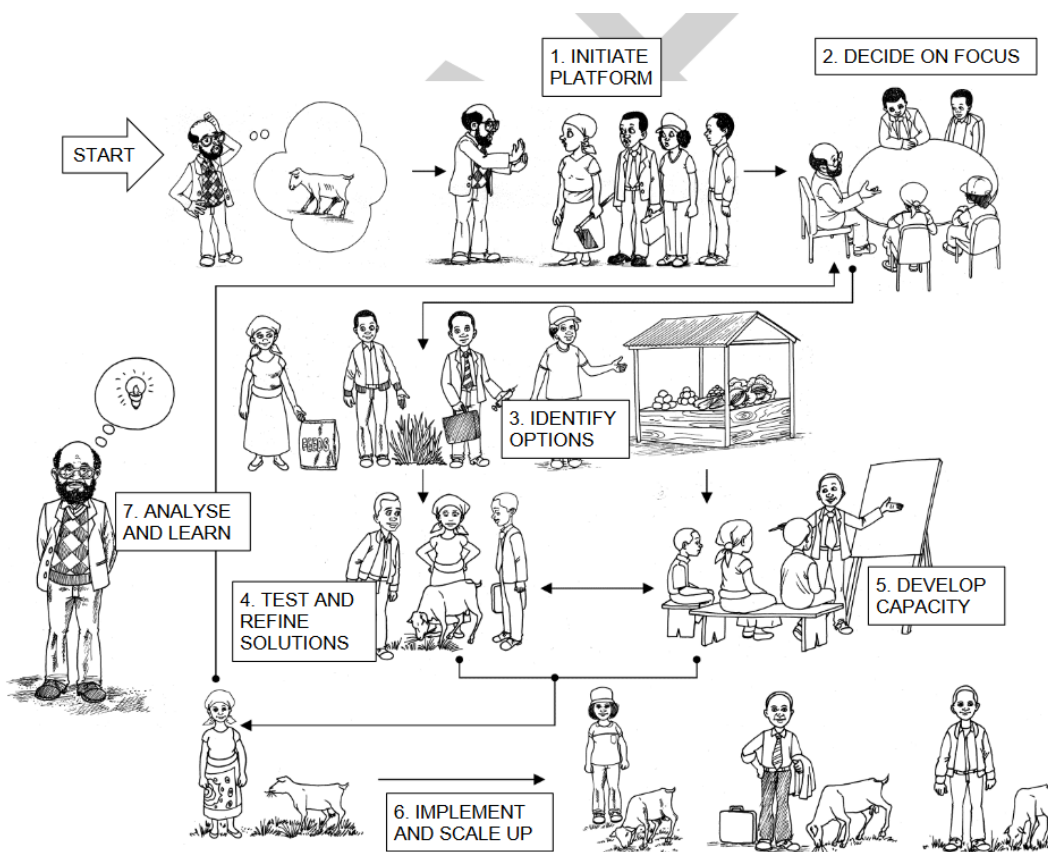 START
1. INITIATE
PLATFORM
2. DECIDE ON FOCUS
3. IDENTIFY
OPTIONS
7. ANALYSE
AND LEARN
4. TEST AND
REFINE
SOLUTIONS
5. DEVELOP
CAPACITY
6. IMPLEMENT
AND SCALE UP